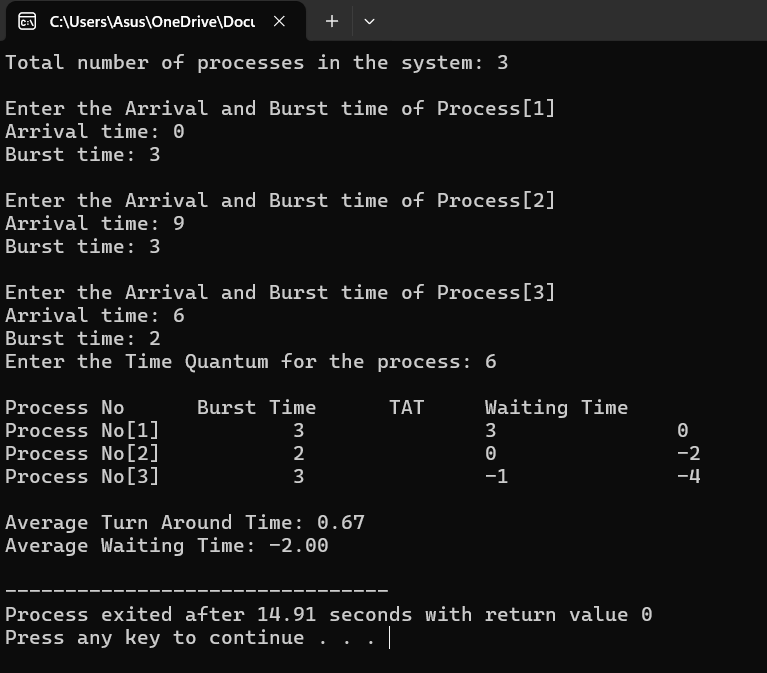 C:\Users\Asus\OneDrive\Docu
Total number of processes in the system: 3
Enter the Arrival and Burst time of Process[1]
Arrival time: 0
Burst time: 3
Enter the Arrival and Burst time of Process[2]
Arrival time: 9
Burst time: 3
Enter the Arrival and Burst time of Process[3]
Arrival time: 6
Burst time: 2
Enter the Time Quantum for the process: 6
Process No Burst Time TAT Waiting Time
Process No[1] 3 3 0
Process No[2] 2 0 -2
Process No[3] 3 -1 -4
Average Turn Around Time: 0.67
Average Waiting Time: -2.00
--------------------------------
Process exited after 14.91 seconds with return value 0
Press any key to continue . . .